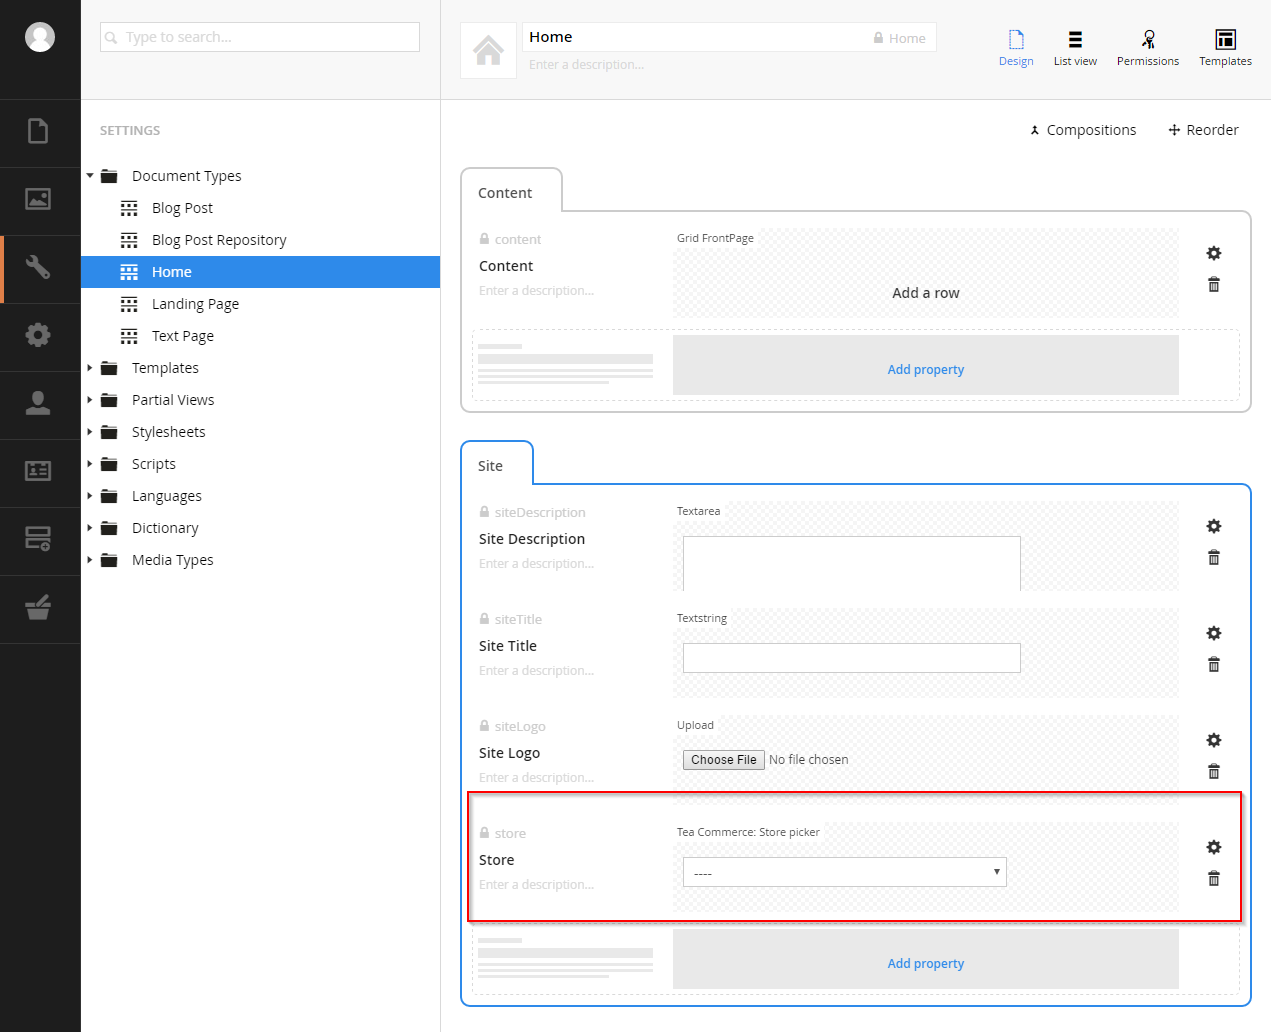 Type to search...
Home
Home
Enter a description...
Design
List view
Permissions
Templates
SETTINGS
Document Types
Blog Post
Blog Post Repository
Home
Landing Page
Text Page
Templates
Partial Views
Stylesheets
Scripts
Languages
Dictionary
Media Types
Compositions
Reorder
Content
content
Content
Enter a description...
Grid FrontPage
Add a row
Add property
Site
siteDescription
Site Description
Enter a description...
Textarea
siteTitle
Site Title
Enter a description...
Textstring
siteLogo
Site Logo
Enter a description...
Upload
Choose File No file chosen
store
Store
Enter a description...
Tea Commerce: Store picker
----
Add property